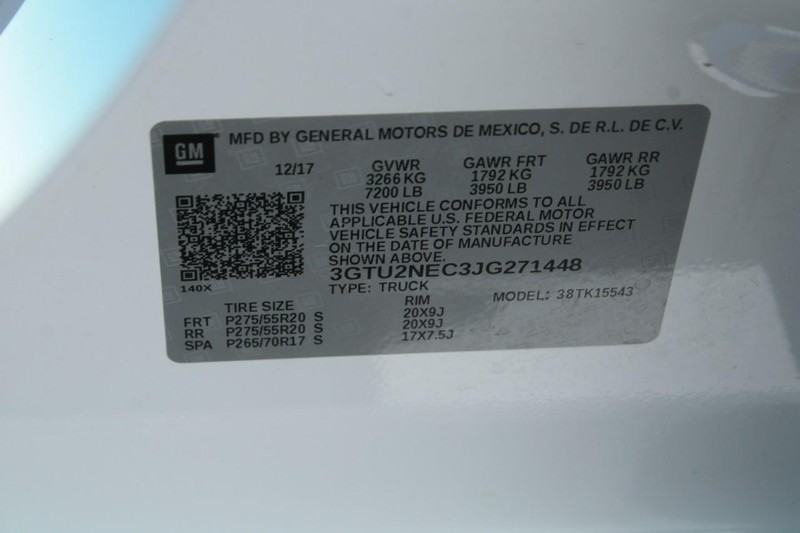 GM
MFD BY GENERAL MOTORS DE MEXICO, S. DE R.L. DE C.V.
12/17 GVWR GAWR FRT GAWR RR
3266 KG 1792 KG 1792 KG
7200 LB 3950 LB 3950 LB
THIS VEHICLE CONFORMS TO ALL
APPLICABLE U.S. FEDERAL MOTOR
VEHICLE SAFETY STANDARDS IN EFFECT
ON THE DATE OF MANUFACTURE
SHOWN ABOVE.
3GTU2NEC3JG271448
140X TYPE: TRUCK MODEL: 38TK15543
TIRE SIZE RIM
FRT P275/55R20 S 20X9J
RR P275/55R20 S 20X9J
SPA P265/70R17 S 17X7.5J